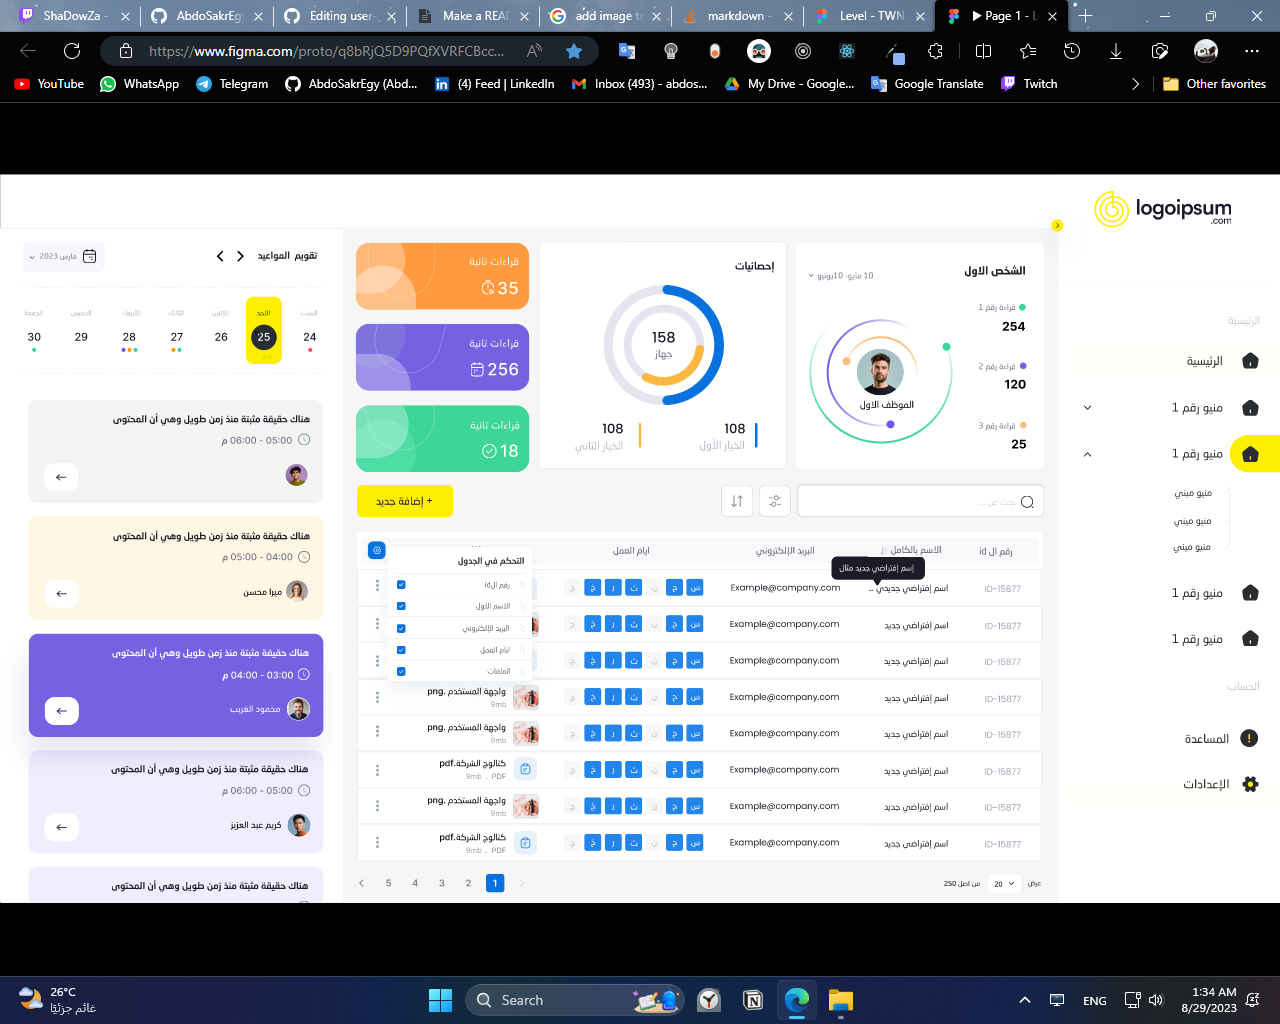 ShaDowZa -
AbdoSakrEg
Editing user-
Make a READ
add image to
markdown -
Level - TWN
Page 1 - L
https://www.figma.com/proto/q8bRjQ5D9PQfXVRFCBcc...
YouTube
WhatsApp
Telegram
AbdoSakrEgy (Abd...
(4) Feed | LinkedIn
Inbox (493) - abdos...
My Drive - Google...
Google Translate
Twitch
Other favorites
logoipsum
.com
الرئيسية
الرئيسية
منيو رقم 1
منيو رقم 1
منيو ميني
منيو ميني
منيو ميني
منيو رقم 1
منيو رقم 1
الحساب
المساعدة
الإعدادات
الشخص الاول
10 مايو- 10يونيو
قراءة رقم 1
254
قراءة رقم 2
120
قراءة رقم 3
25
الموظف الاول
إحصائيات
158
جهاز
108
الخيار الأول
108
الخيار الثاني
قراءات ثانية
35
قراءات ثانية
256
قراءات ثانية
18
بحث عن ...
+ إضافة جديد
رقم ال id
الاسم بالكامل
البريد الإلكتروني
ايام العمل
إسم إفتراضي جديد مثال
التحكم في الجدول
رقم الid
الاسم الاول
البريد الإلكتروني
ايام العمل
الملفات
ID-15877
اسم إفتراضي جديدي ..
Example@company.com
س ح ن ث ر خ ج
ID-15877
اسم إفتراضي جديد
Example@company.com
س ح ن ث ر خ ج
ID-15877
اسم إفتراضي جديد
Example@company.com
س ح ن ث ر خ ج
ID-15877
اسم إفتراضي جديد
Example@company.com
س ح ن ث ر خ ج
واجهة المستخدم .png
9mb
ID-15877
اسم إفتراضي جديد
Example@company.com
س ح ن ث ر خ ج
واجهة المستخدم .png
9mb
ID-15877
اسم إفتراضي جديد
Example@company.com
س ح ن ث ر خ ج
كتالوج الشركة.pdf
9mb . PDF
ID-15877
اسم إفتراضي جديد
Example@company.com
س ح ن ث ر خ ج
واجهة المستخدم .png
9mb
ID-15877
اسم إفتراضي جديد
Example@company.com
س ح ن ث ر خ ج
كتالوج الشركة.pdf
9mb . PDF
عرض
20
من اصل 250
1 2 3 4 5
تقويم المواعيد
مارس 2023
السبت
24
الاحد
25
الإثنين
26
الثلاثاء
27
الأربعاء
28
الخميس
29
الجمعة
30
هناك حقيقة مثبتة منذ زمن طويل وهي أن المحتوى
05:00 - 06:00 م
هناك حقيقة مثبتة منذ زمن طويل وهي أن المحتوى
04:00 - 05:00 م
ميرا محسن
هناك حقيقة مثبتة منذ زمن طويل وهي أن المحتوى
03:00 - 04:00 م
محمود الغريب
هناك حقيقة مثبتة منذ زمن طويل وهي أن المحتوى
05:00 - 06:00 م
كريم عبد العزيز
هناك حقيقة مثبتة منذ زمن طويل وهي أن المحتوى
26°C
غائم جزئيًا
Search
ENG
1:34 AM
8/29/2023